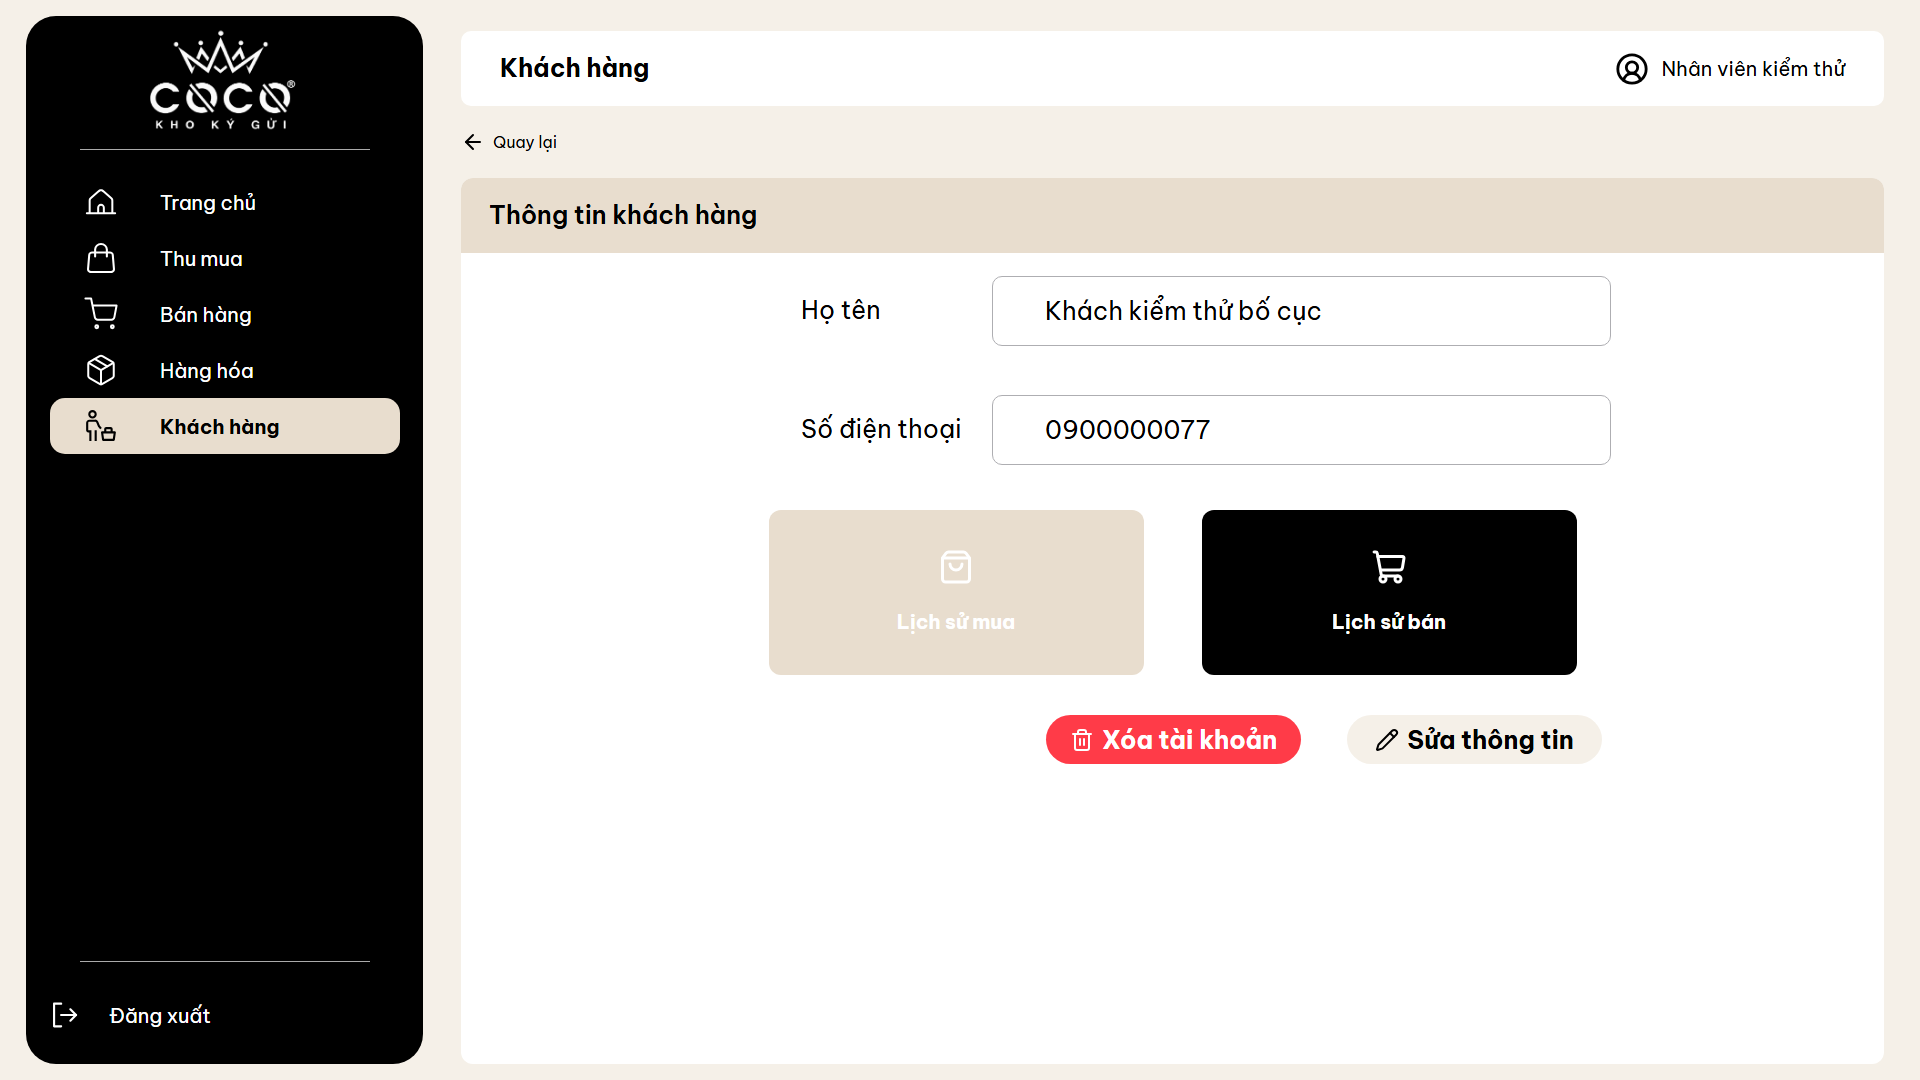 COCO®
KHO KÝ GỬI
Trang chủ
Thu mua
Bán hàng
Hàng hóa
Khách hàng
Đăng xuất
Khách hàng
Nhân viên kiểm thử
Quay lại
Thông tin khách hàng
Họ tên
Khách kiểm thử bố cục
Số điện thoại
0900000077
Lịch sử mua
Lịch sử bán
Xóa tài khoản
Sửa thông tin